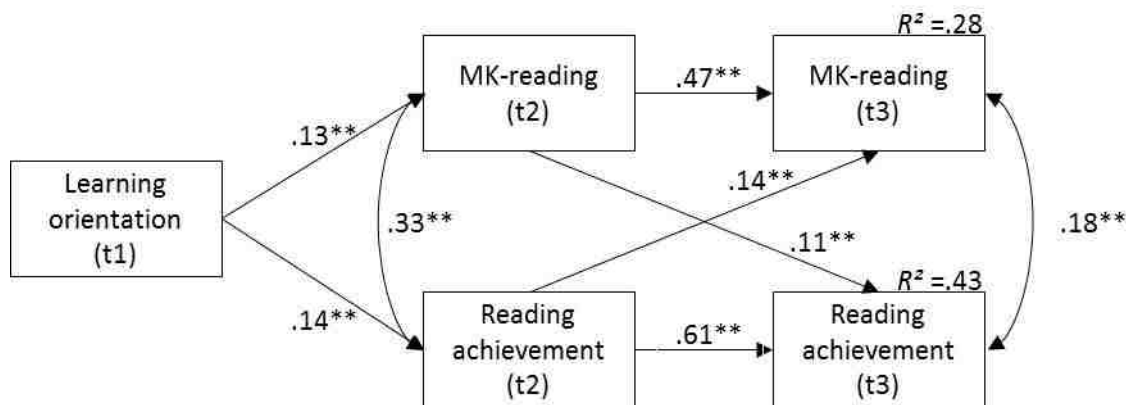 R² =.28
MK-reading
(t2)
.47**
MK-reading
(t3)
.13**
Learning
orientation
(t1)
.33**
.14**
.11**
.18**
.14**
R² =.43
Reading
achievement
(t2)
.61**
Reading
achievement
(t3)